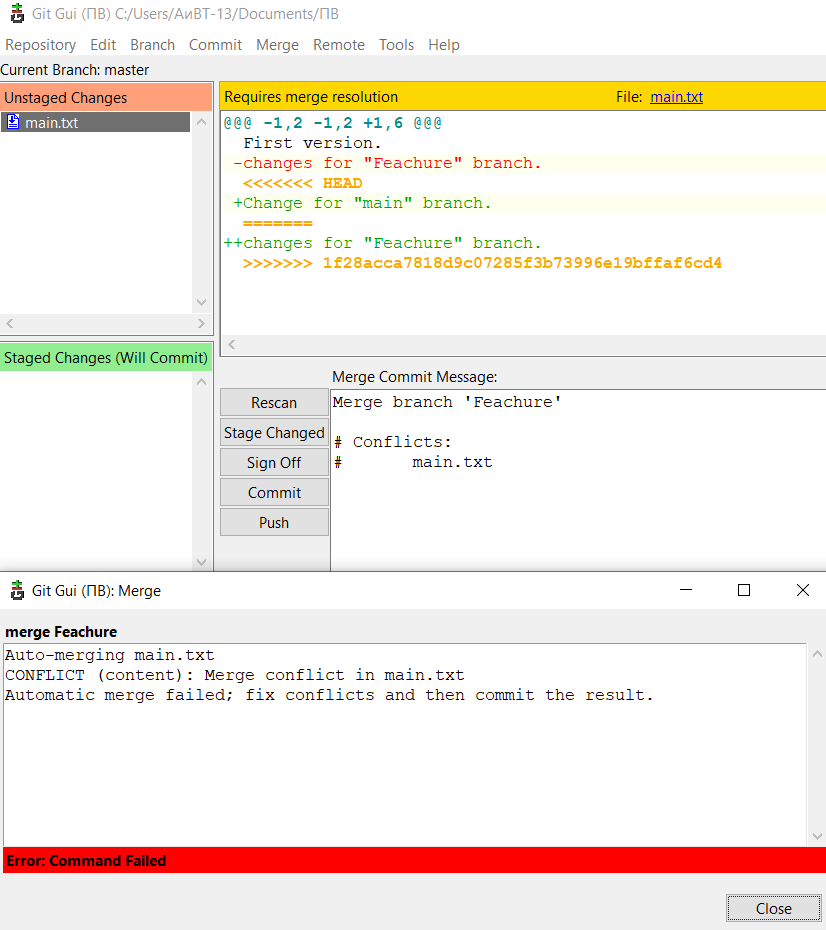 Git Gui (ПВ) C:/Users/АиВТ-13/Documents/ПВ
Repository Edit Branch Commit Merge Remote Tools Help
Current Branch: master
Unstaged Changes
main.txt
Requires merge resolution File: main.txt
@@@ -1,2 -1,2 +1,6 @@@
First version.
-changes for "Feachure" branch.
<<<<<<< HEAD
+Change for "main" branch.
=======
++changes for "Feachure" branch.
>>>>>>> 1f28acca7818d9c07285f3b73996e19bffaf6cd4
Staged Changes (Will Commit)
Rescan
Stage Changed
Sign Off
Commit
Push
Merge Commit Message:
Merge branch 'Feachure'
# Conflicts:
# main.txt
Git Gui (ПВ): Merge
merge Feachure
Auto-merging main.txt
CONFLICT (content): Merge conflict in main.txt
Automatic merge failed; fix conflicts and then commit the result.
Error: Command Failed
Close